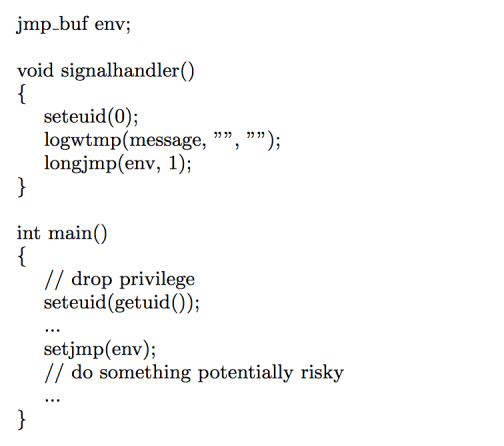 jmp_buf env;
void signalhandler()
{
seteuid(0);
logwtmp(message, ”", ”");
longjmp(env, 1);
}
int main()
{
// drop privilege
seteuid(getuid());
...
setjmp(env);
// do something potentially risky
...
}